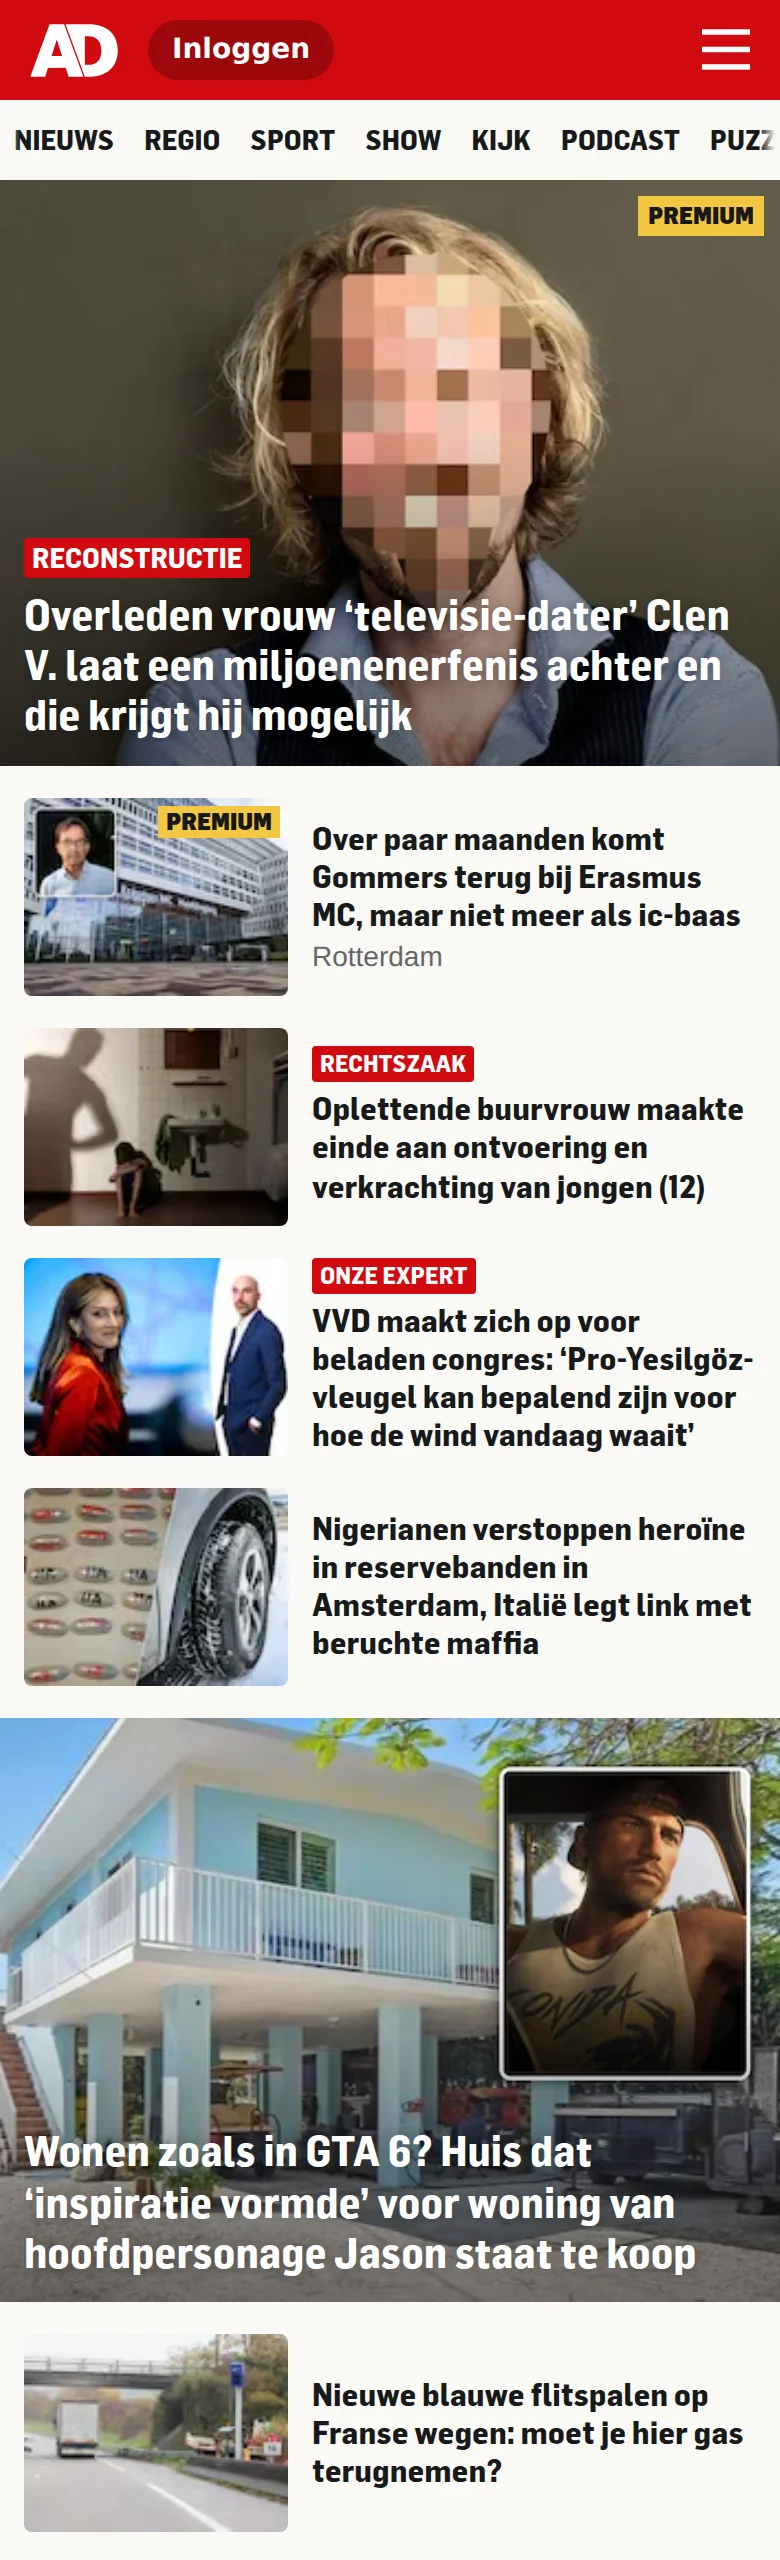 AD
Inloggen
NIEUWS REGIO SPORT SHOW KIJK PODCAST PUZZ
PREMIUM
RECONSTRUCTIE
Overleden vrouw ‘televisie-dater’ Clen
V. laat een miljoenenerfenis achter en
die krijgt hij mogelijk
PREMIUM
Over paar maanden komt
Gommers terug bij Erasmus
MC, maar niet meer als ic-baas
Rotterdam
RECHTSZAAK
Oplettende buurvrouw maakte
einde aan ontvoering en
verkrachting van jongen (12)
ONZE EXPERT
VVD maakt zich op voor
beladen congres: ‘Pro-Yesilgöz-
vleugel kan bepalend zijn voor
hoe de wind vandaag waait’
Nigerianen verstoppen heroïne
in reservebanden in
Amsterdam, Italië legt link met
beruchte maffia
Wonen zoals in GTA 6? Huis dat
‘inspiratie vormde’ voor woning van
hoofdpersonage Jason staat te koop
Nieuwe blauwe flitspalen op
Franse wegen: moet je hier gas
terugnemen?